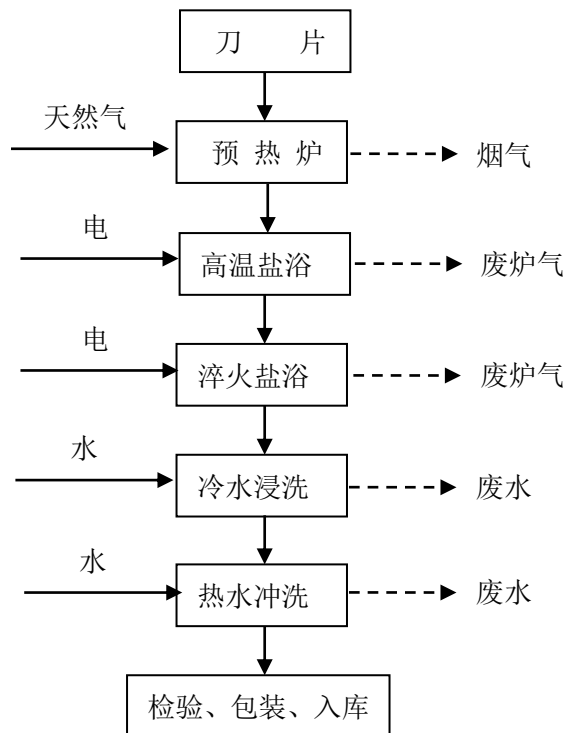 刀 片
天然气
预 热 炉
烟气
电
高温盐浴
废炉气
电
淬火盐浴
废炉气
水
冷水浸洗
废水
水
热水冲洗
废水
检验、包装、入库